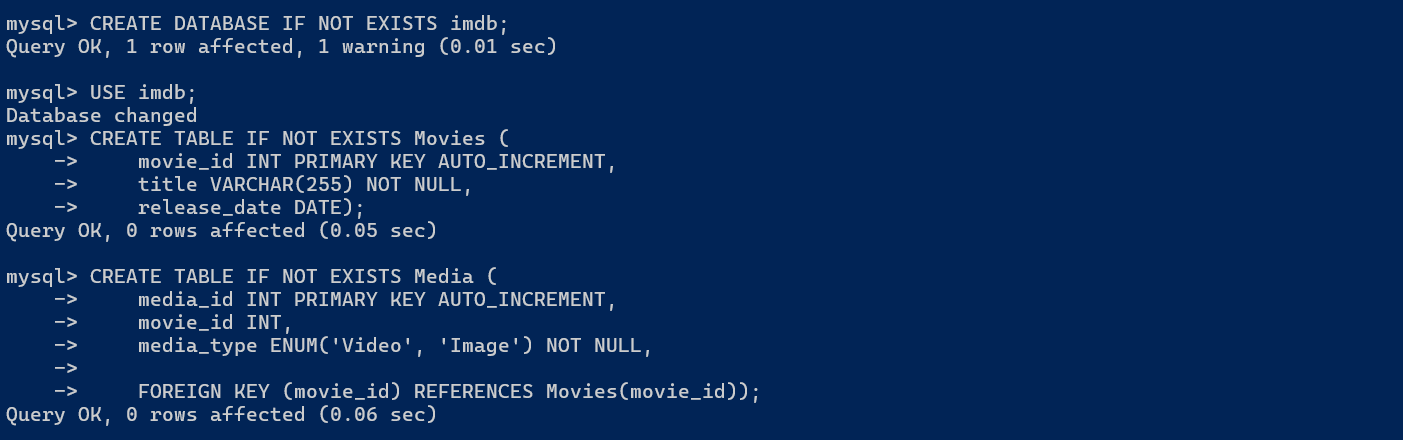 mysql> CREATE DATABASE IF NOT EXISTS imdb;
Query OK, 1 row affected, 1 warning (0.01 sec)

mysql> USE imdb;
Database changed
mysql> CREATE TABLE IF NOT EXISTS Movies (
    ->     movie_id INT PRIMARY KEY AUTO_INCREMENT,
    ->     title VARCHAR(255) NOT NULL,
    ->     release_date DATE);
Query OK, 0 rows affected (0.05 sec)

mysql> CREATE TABLE IF NOT EXISTS Media (
    ->     media_id INT PRIMARY KEY AUTO_INCREMENT,
    ->     movie_id INT,
    ->     media_type ENUM('Video', 'Image') NOT NULL,
    ->
    ->     FOREIGN KEY (movie_id) REFERENCES Movies(movie_id));
Query OK, 0 rows affected (0.06 sec)